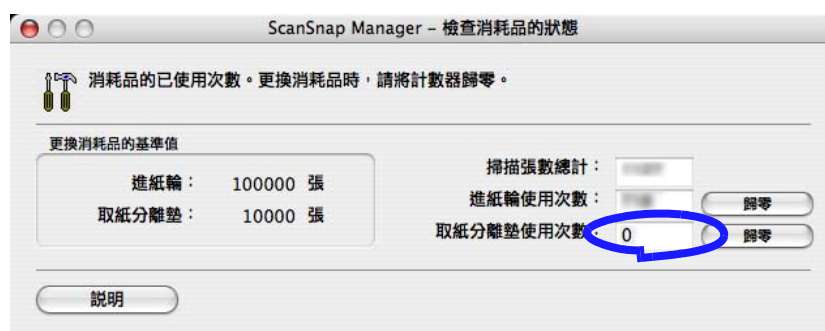 ScanSnap Manager – 檢查消耗品的狀態
消耗品的已使用次數。更換消耗品時，請將計數器歸零。
更換消耗品的基準值
進紙輪： 100000 張
取紙分離墊： 10000 張
掃描張數總計：
進紙輪使用次數： 歸零
取紙分離墊使用次數： 0 歸零
説明